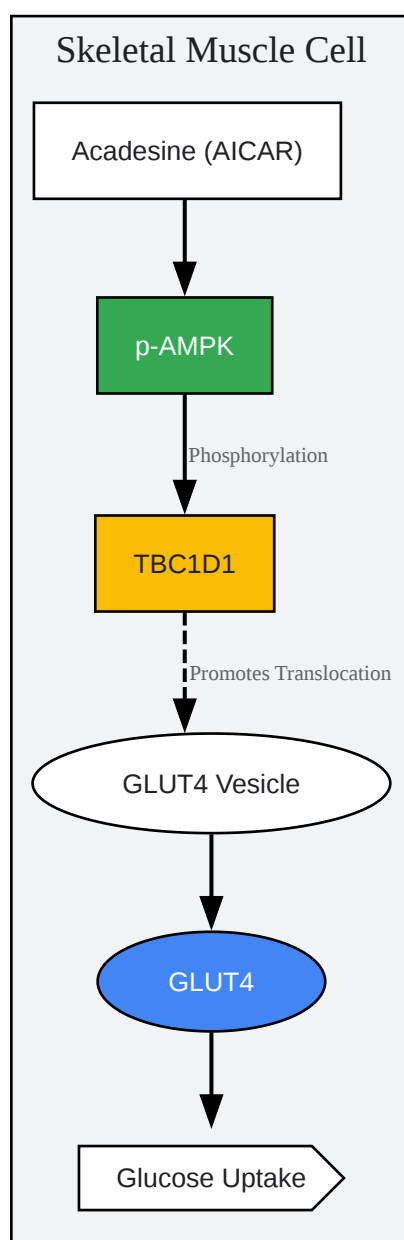 Skeletal Muscle Cell
Acadesine (AICAR)
p-AMPK
Phosphorylation
TBC1D1
Promotes Translocation
GLUT4 Vesicle
GLUT4
Glucose Uptake